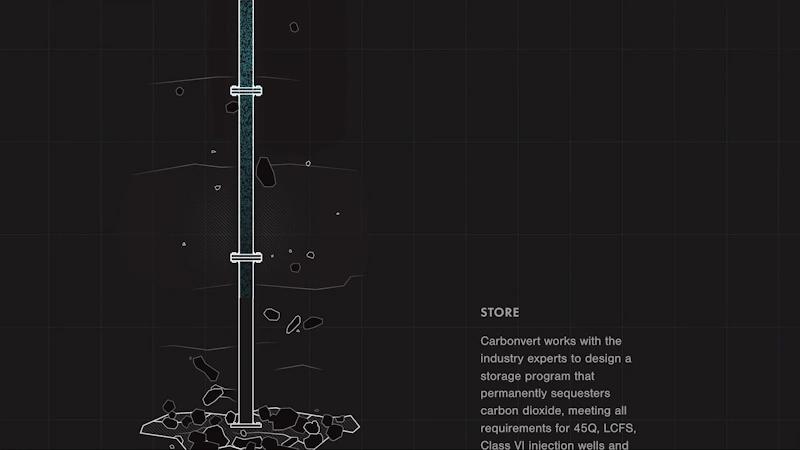 STORE
Carbonvert works with the
industry experts to design a
storage program that
permanently sequesters
carbon dioxide, meeting all
requirements for 45Q, LCFS,
Class VI injection wells and